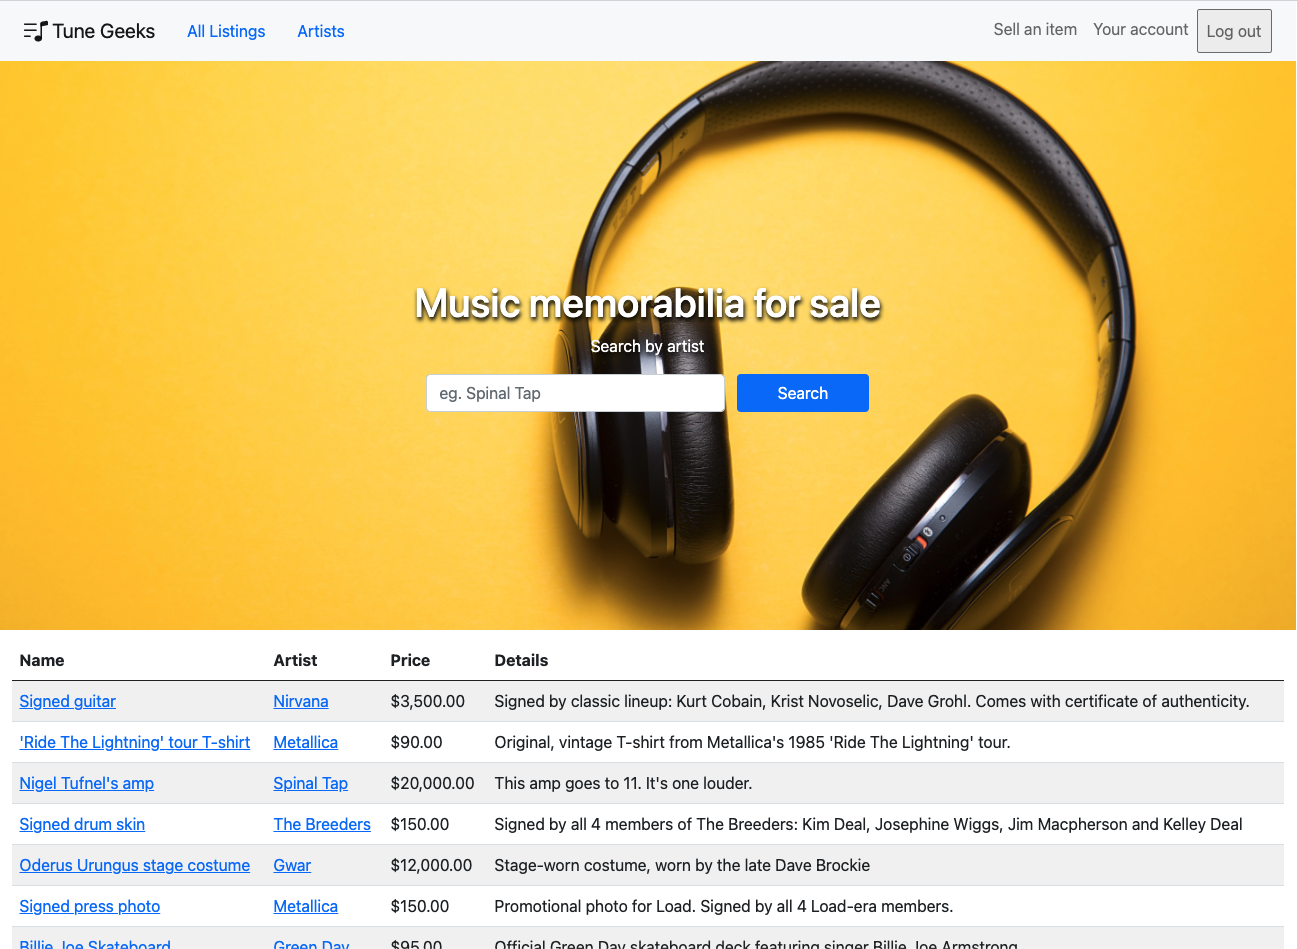 Tune Geeks All Listings Artists Sell an item Your account Log out
Music memorabilia for sale
Search by artist
eg. Spinal Tap Search
Name Artist Price Details
Signed guitar Nirvana $3,500.00 Signed by classic lineup: Kurt Cobain, Krist Novoselic, Dave Grohl. Comes with certificate of authenticity.
'Ride The Lightning' tour T-shirt Metallica $90.00 Original, vintage T-shirt from Metallica's 1985 'Ride The Lightning' tour.
Nigel Tufnel's amp Spinal Tap $20,000.00 This amp goes to 11. It's one louder.
Signed drum skin The Breeders $150.00 Signed by all 4 members of The Breeders: Kim Deal, Josephine Wiggs, Jim Macpherson and Kelley Deal
Oderus Urungus stage costume Gwar $12,000.00 Stage-worn costume, worn by the late Dave Brockie
Signed press photo Metallica $150.00 Promotional photo for Load. Signed by all 4 Load-era members.
Billie Joe Skateboard Green Day $95.00 Official Green Day skateboard deck featuring singer Billie Joe Armstrong